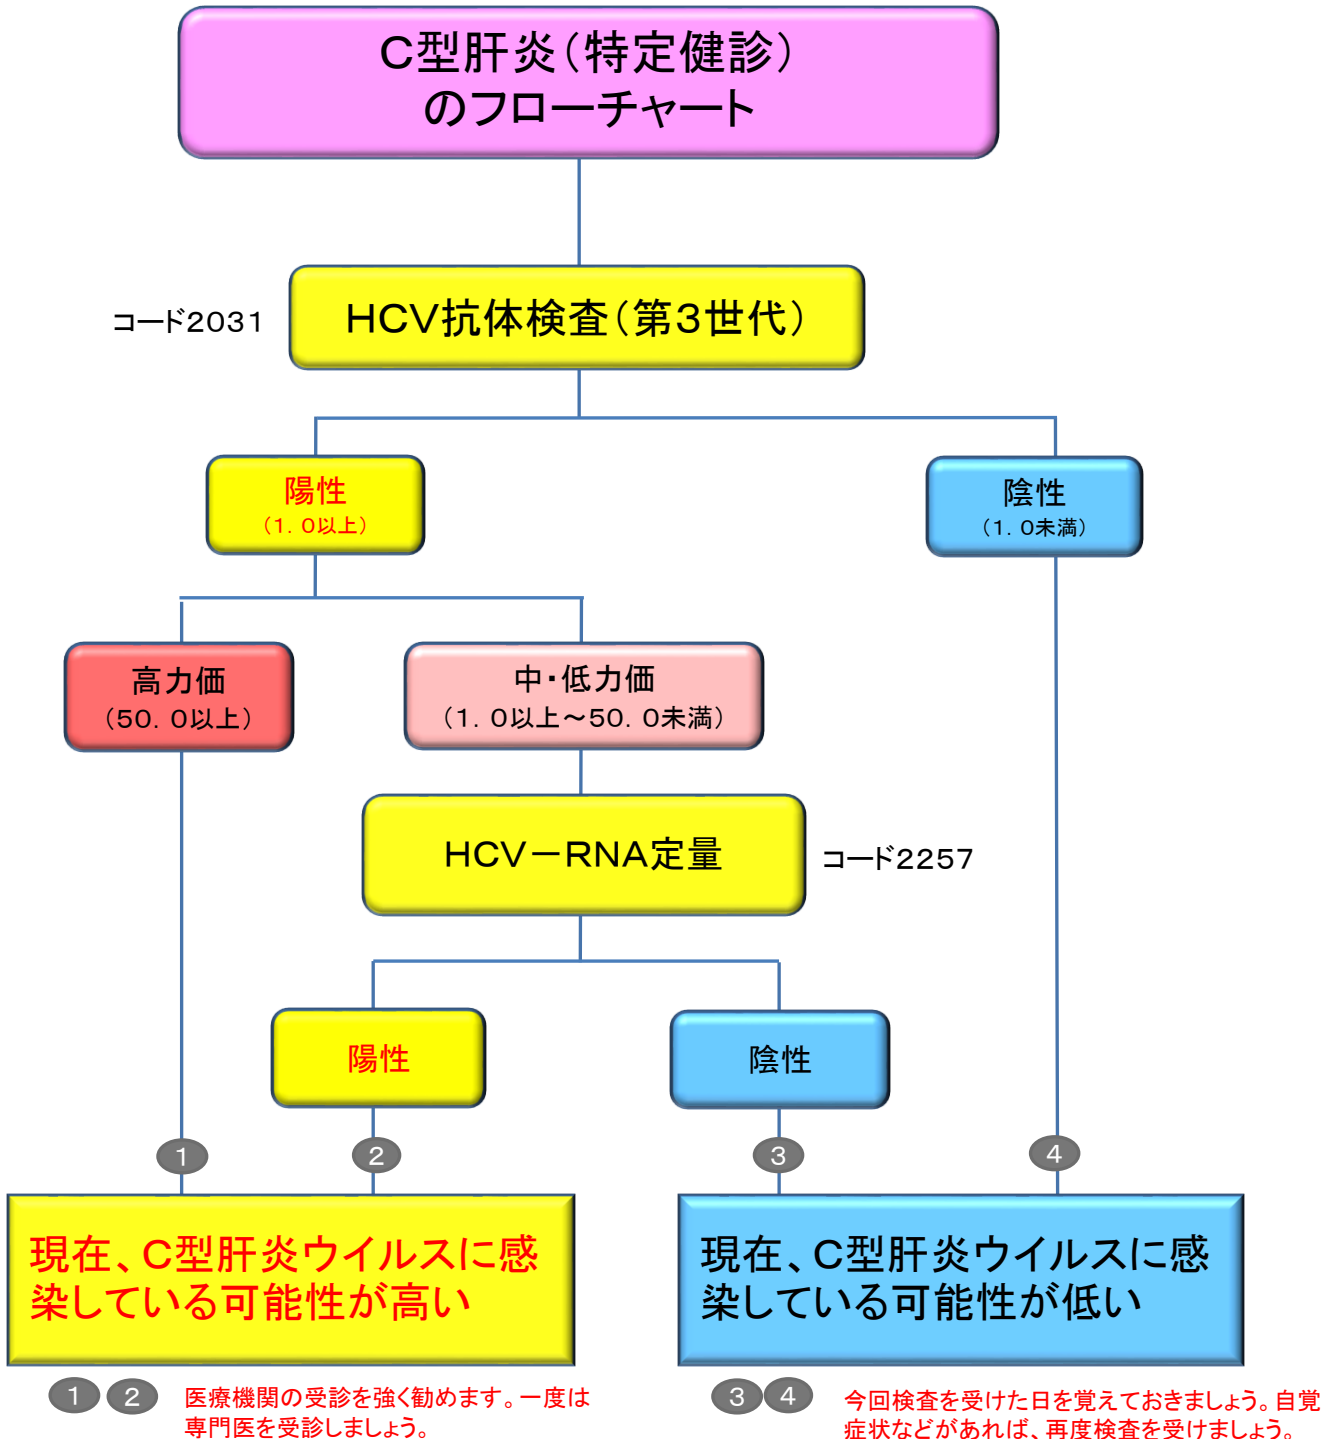 C型肝炎（特定健診）
のフローチャート
コード2031
HCV抗体検査（第3世代）
陽性
（1．0以上）
陰性
（1．0未満）
高力価
（50．0以上）
中・低力価
（1．0以上～50．0未満）
HCV－RNA定量
コード2257
陽性
陰性
1
2
3
4
現在、C型肝炎ウイルスに感
染している可能性が高い
現在、C型肝炎ウイルスに感
染している可能性が低い
1 2 医療機関の受診を強く勧めます。一度は
専門医を受診しましょう。
3 4 今回検査を受けた日を覚えておきましょう。自覚
症状などがあれば、再度検査を受けましょう。